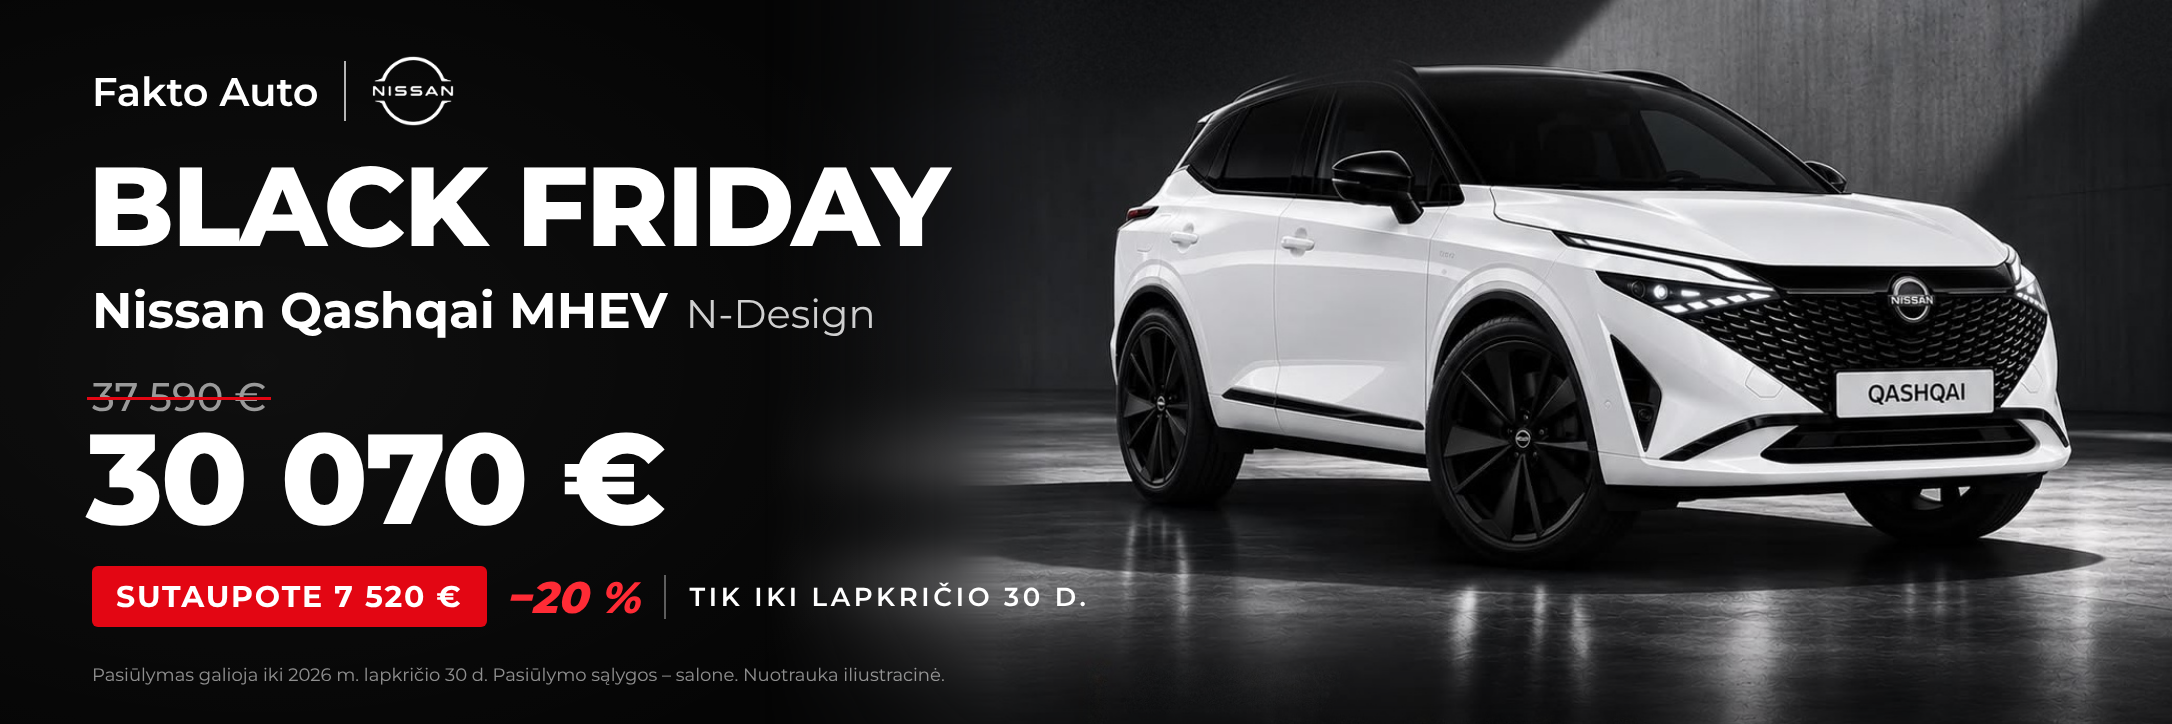 Fakto Auto
NISSAN
BLACK FRIDAY
Nissan Qashqai MHEV N-Design
37 590 €
30 070 €
SUTAUPOTE 7 520 € –20 % TIK IKI LAPKRIČIO 30 D.
Pasiūlymas galioja iki 2026 m. lapkričio 30 d. Pasiūlymo sąlygos – salone. Nuotrauka iliustracinė.
NISSAN
QASHQAI